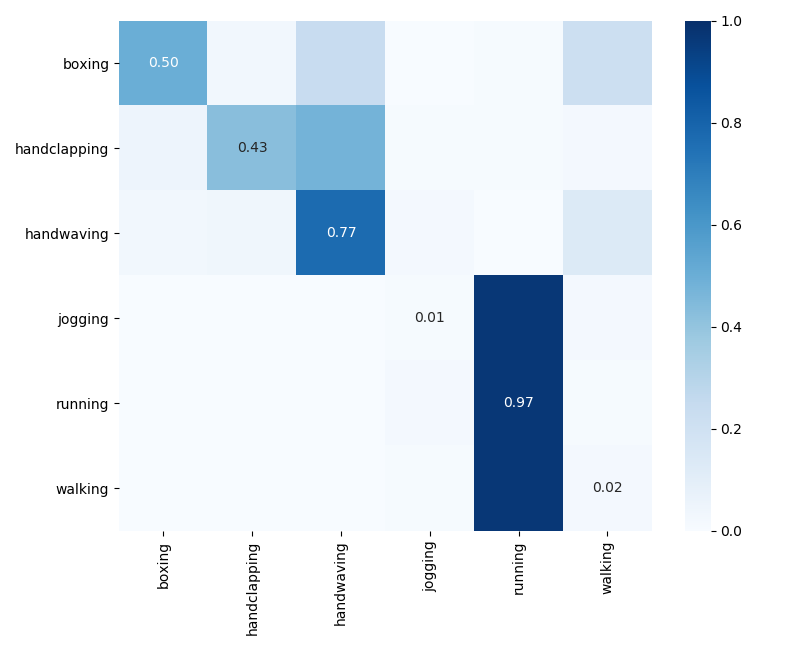 1.0
boxing 0.50
0.8
handclapping 0.43
0.6
handwaving 0.77
0.4
jogging 0.01
running 0.97
0.2
walking 0.02
0.0
boxing
handclapping
handwaving
jogging
running
walking